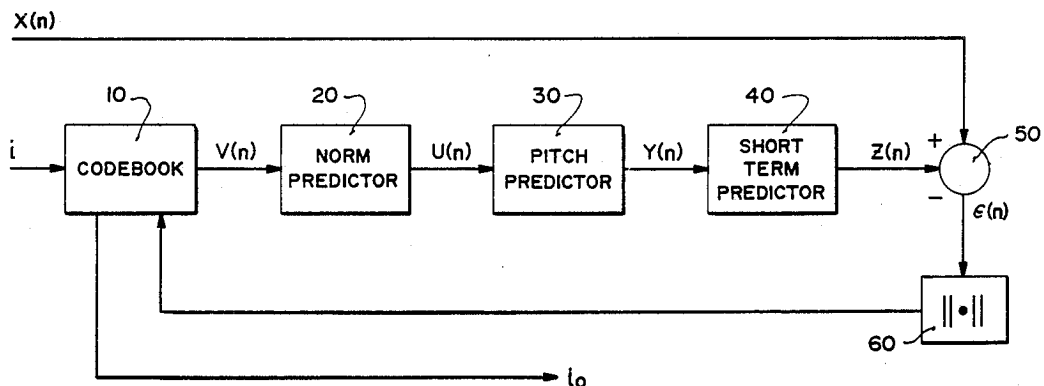 X(n)
10
20
30
40
i
CODEBOOK
V(n)
NORM
PREDICTOR
U(n)
PITCH
PREDICTOR
Y(n)
SHORT
TERM
PREDICTOR
Z(n)
+
−
50
ϵ(n)
||•||
60
i₀